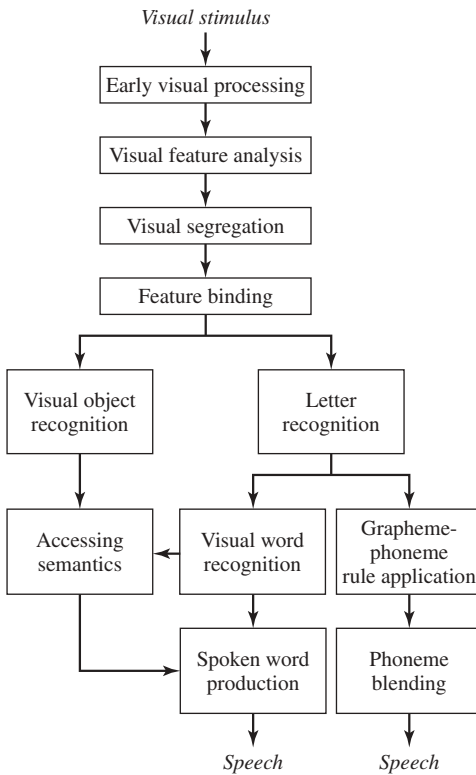 Visual stimulus
Early visual processing
Visual feature analysis
Visual segregation
Feature binding
Visual object
recognition
Letter
recognition
Accessing
semantics
Visual word
recognition
Grapheme-
phoneme
rule application
Spoken word
production
Phoneme
blending
Speech
Speech